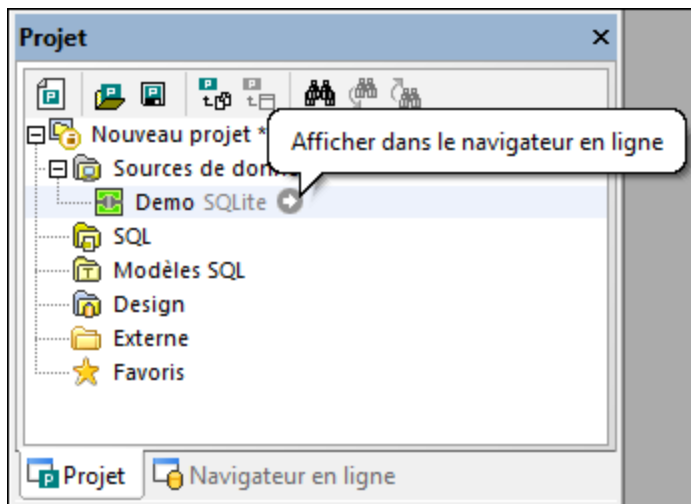 Projet
Nouveau projet *
Afficher dans le navigateur en ligne
Sources de donn
Demo SQLite
SQL
Modèles SQL
Design
Externe
Favoris
Projet Navigateur en ligne